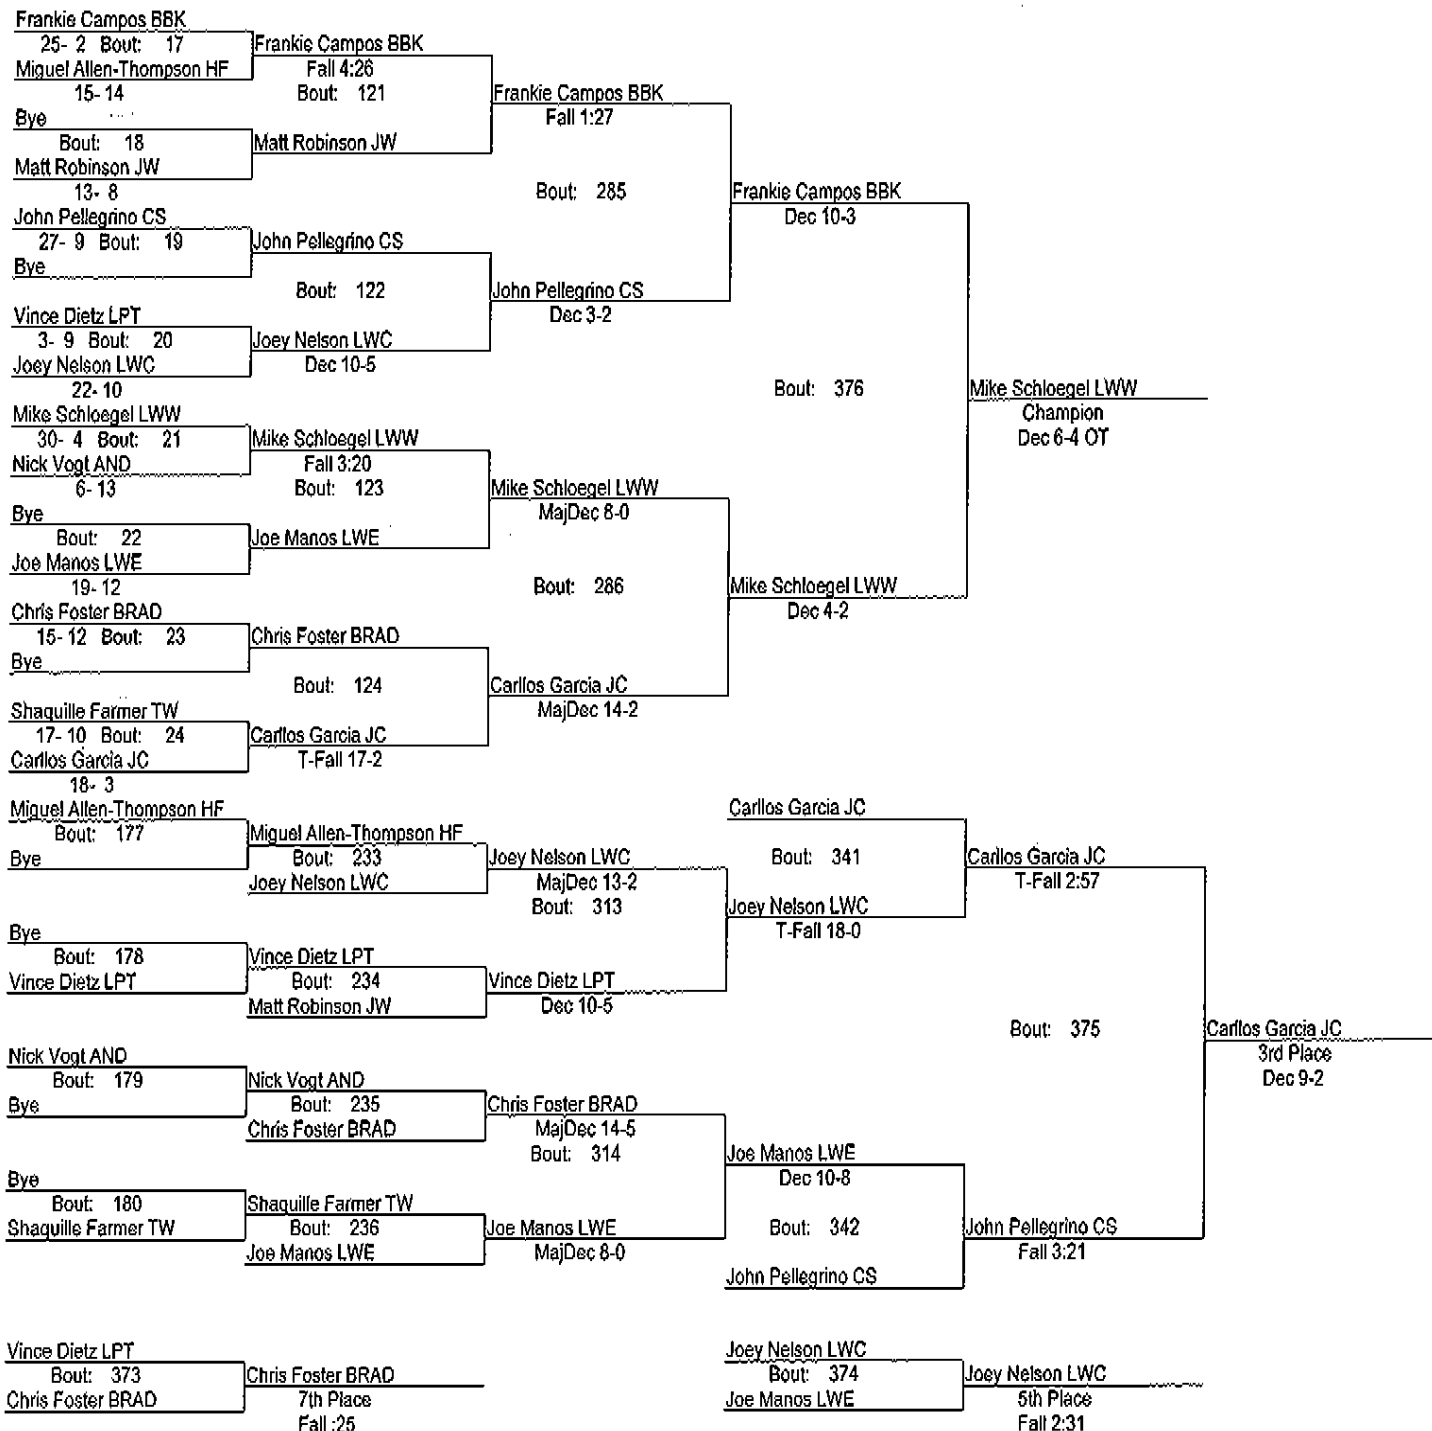 Frankie Campos BBK
25- 2 Bout: 17
Miguel Allen-Thompson HF
15- 14
Bye
Bout: 18
Matt Robinson JW
13- 8
John Pellegrino CS
27- 9 Bout: 19
Bye
Vince Dietz LPT
3- 9 Bout: 20
Joey Nelson LWC
22- 10
Mike Schloegel LWW
30- 4 Bout: 21
Nick Vogt AND
6- 13
Bye
Bout: 22
Joe Manos LWE
19- 12
Chris Foster BRAD
15- 12 Bout: 23
Bye
Shaquille Farmer TW
17- 10 Bout: 24
Carllos Garcia JC
18- 3
Frankie Campos BBK
Fall 4:26
Bout: 121
Matt Robinson JW
John Pellegrino CS
Bout: 122
Joey Nelson LWC
Dec 10-5
Mike Schloegel LWW
Fall 3:20
Bout: 123
Joe Manos LWE
Chris Foster BRAD
Bout: 124
Carllos Garcia JC
T-Fall 17-2
Frankie Campos BBK
Fall 1:27
Bout: 285
John Pellegrino CS
Dec 3-2
Mike Schloegel LWW
MajDec 8-0
Bout: 286
Carllos Garcia JC
MajDec 14-2
Frankie Campos BBK
Dec 10-3
Bout: 376
Mike Schloegel LWW
Dec 4-2
Mike Schloegel LWW
Champion
Dec 6-4 OT
Miguel Allen-Thompson HF
Bout: 177
Bye
Bye
Bout: 178
Vince Dietz LPT
Nick Vogt AND
Bout: 179
Bye
Bye
Bout: 180
Shaquille Farmer TW
Miguel Allen-Thompson HF
Bout: 233
Joey Nelson LWC
Vince Dietz LPT
Bout: 234
Matt Robinson JW
Nick Vogt AND
Bout: 235
Chris Foster BRAD
Shaquille Farmer TW
Bout: 236
Joe Manos LWE
Joey Nelson LWC
MajDec 13-2
Bout: 313
Vince Dietz LPT
Dec 10-5
Chris Foster BRAD
MajDec 14-5
Bout: 314
Joe Manos LWE
MajDec 8-0
Carllos Garcia JC
Bout: 341
Joey Nelson LWC
T-Fall 18-0
Joe Manos LWE
Dec 10-8
Bout: 342
John Pellegrino CS
Carllos Garcia JC
T-Fall 2:57
Bout: 375
John Pellegrino CS
Fall 3:21
Carllos Garcia JC
3rd Place
Dec 9-2
Vince Dietz LPT
Bout: 373
Chris Foster BRAD
Chris Foster BRAD
7th Place
Fall :25
Joey Nelson LWC
Bout: 374
Joe Manos LWE
Joey Nelson LWC
5th Place
Fall 2:31